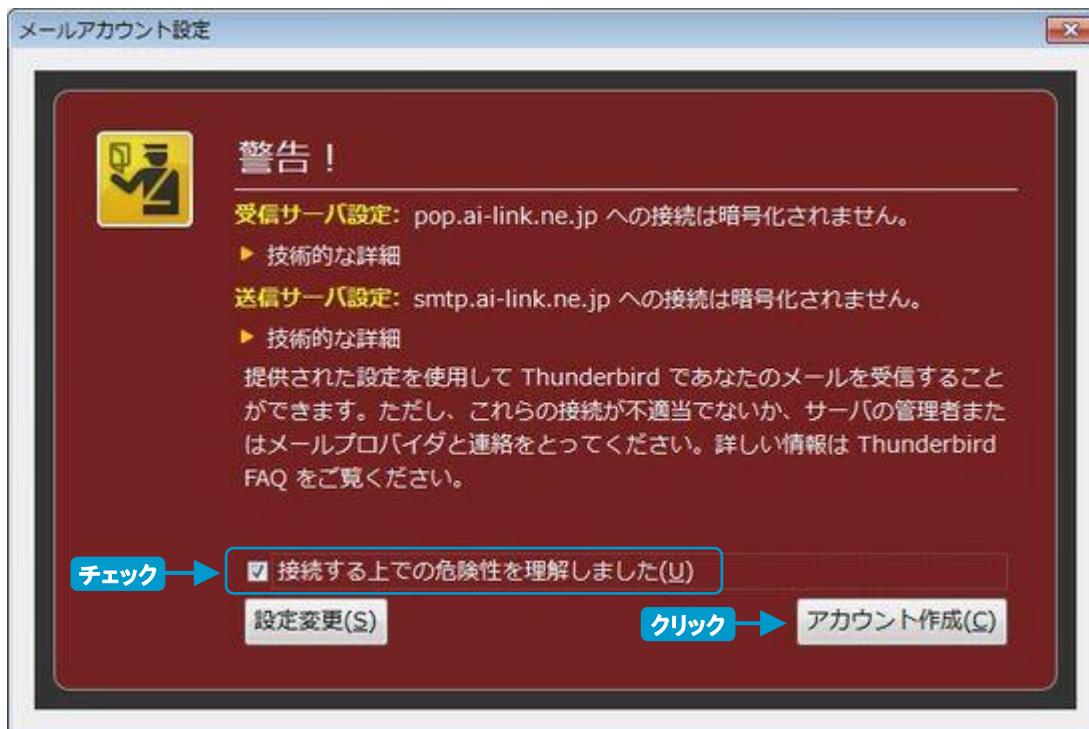 メールアカウント設定
警告！
受信サーバ設定: pop.ai-link.ne.jp への接続は暗号化されません。
技術的な詳細
送信サーバ設定: smtp.ai-link.ne.jp への接続は暗号化されません。
技術的な詳細
提供された設定を使用して Thunderbird であなたのメールを受信すること
ができます。ただし、これらの接続が不適当でないか、サーバの管理者また
はメールプロバイダと連絡をとってください。詳しい情報は Thunderbird
FAQ をご覧ください。
チェック 接続する上での危険性を理解しました(U)
設定変更(S) クリック アカウント作成(C)